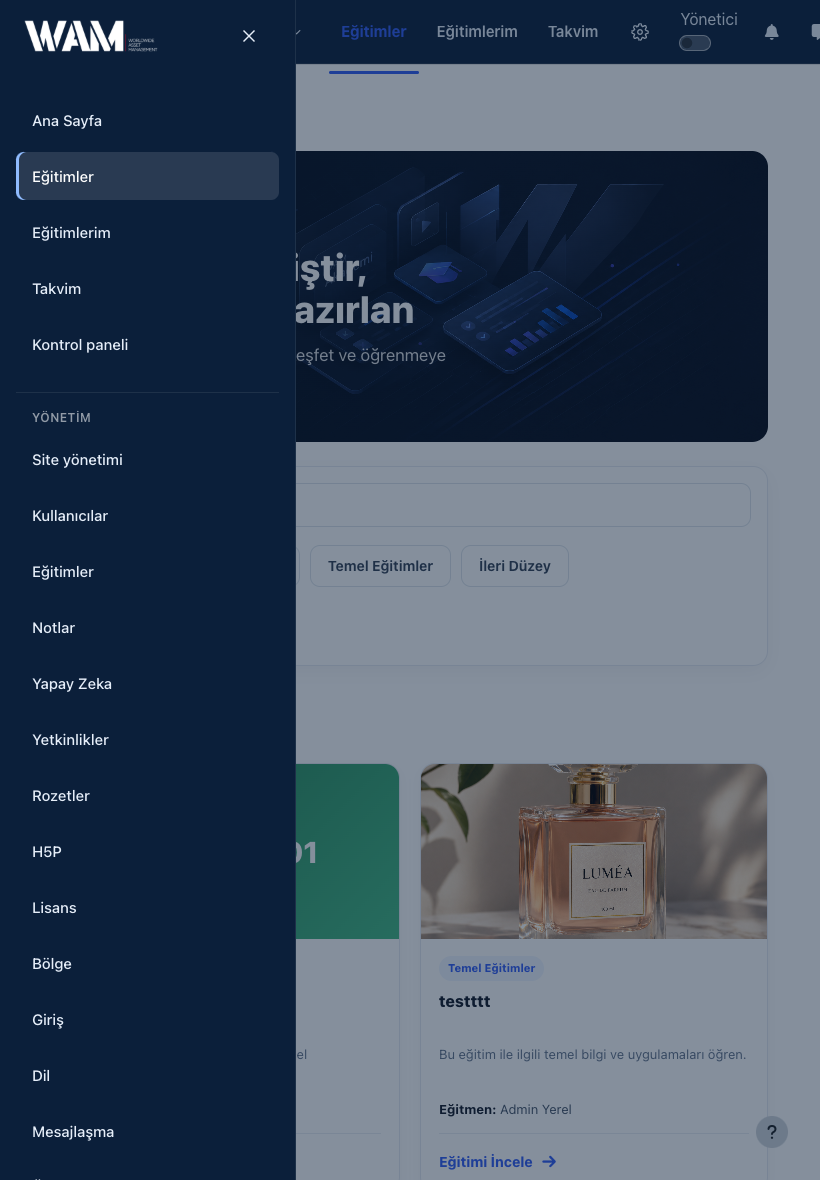 WAM WORLDWIDE
ASSET
MANAGEMENT
Eğitimler
Eğitimlerim
Takvim
Yönetici
Ana Sayfa
Eğitimler
Eğitimlerim
Takvim
Kontrol paneli
YÖNETİM
Site yönetimi
Kullanıcılar
Eğitimler
Notlar
Yapay Zeka
Yetkinlikler
Rozetler
H5P
Lisans
Bölge
Giriş
Dil
Mesajlaşma
iştir,
azırlan
eşfet ve öğrenmeye
Temel Eğitimler
İleri Düzey
01
el
LUMÉA
Temel Eğitimler
testttt
Bu eğitim ile ilgili temel bilgi ve uygulamaları öğren.
Eğitmen: Admin Yerel
Eğitimi İncele →
?